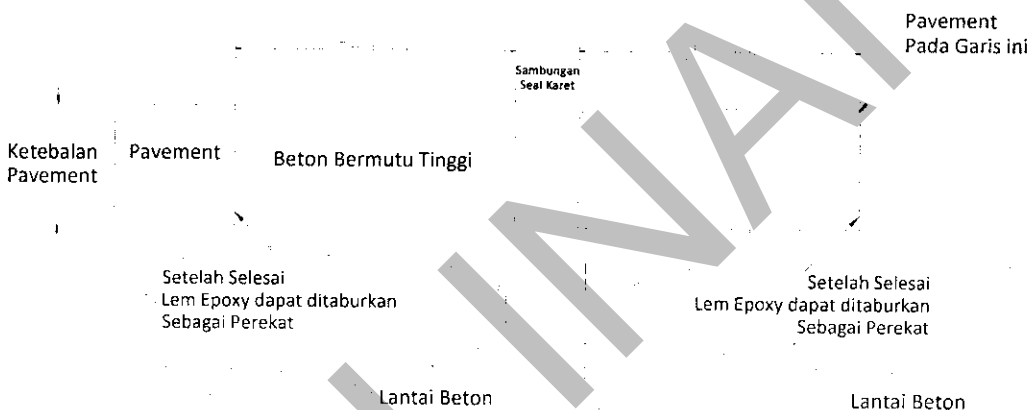 Pavement
Pada Garis ini
Sambungan
Seal Karet
Ketebalan
Pavement
Pavement
Beton Bermutu Tinggi
Setelah Selesai
Lem Epoxy dapat ditaburkan
Sebagai Perekat
Setelah Selesai
Lem Epoxy dapat ditaburkan
Sebagai Perekat
Lantai Beton
Lantai Beton